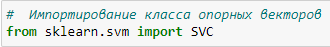 #  Импортирование класса опорных векторов
from sklearn.svm import SVC